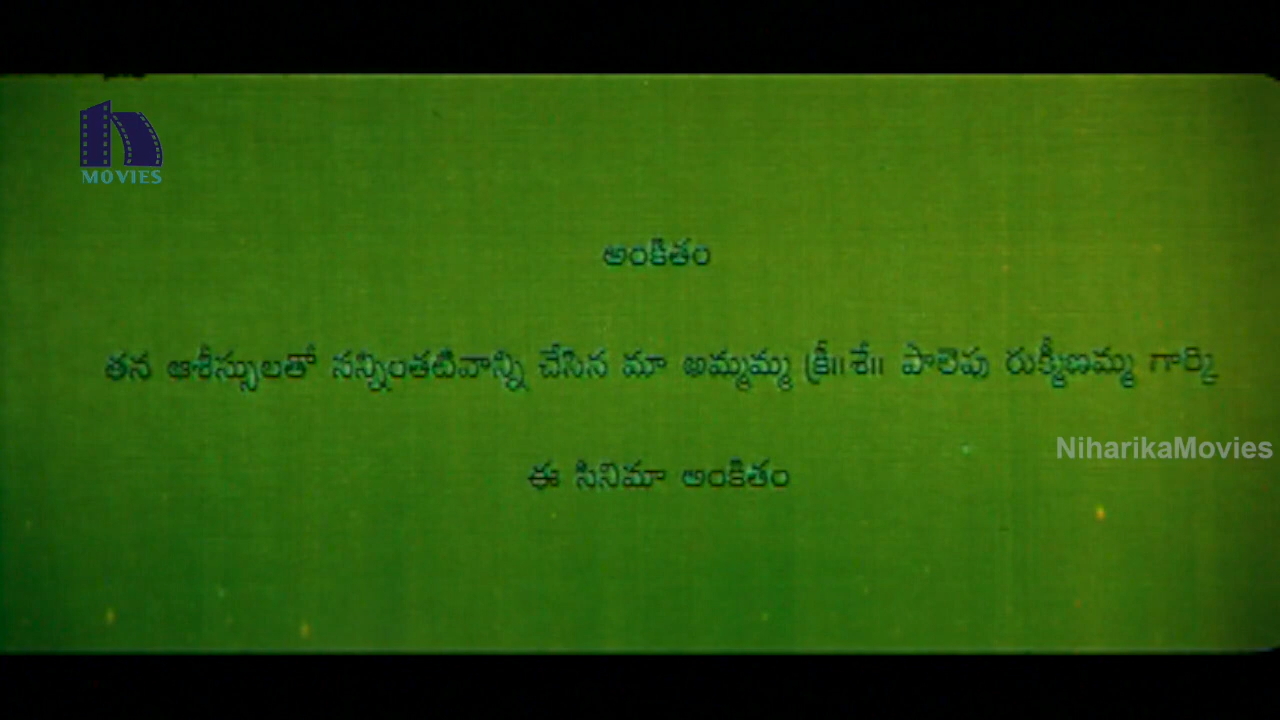 MOVIES
అంకితం
తన ఆశీస్సులతో నన్నింతటివాన్ని చేసిన మా అమ్మమ్మ క్రీ॥శే॥ పాలెపు రుక్మీణమ్మ గార్కి
NiharikaMovies
ఈ సినిమా అంకితం